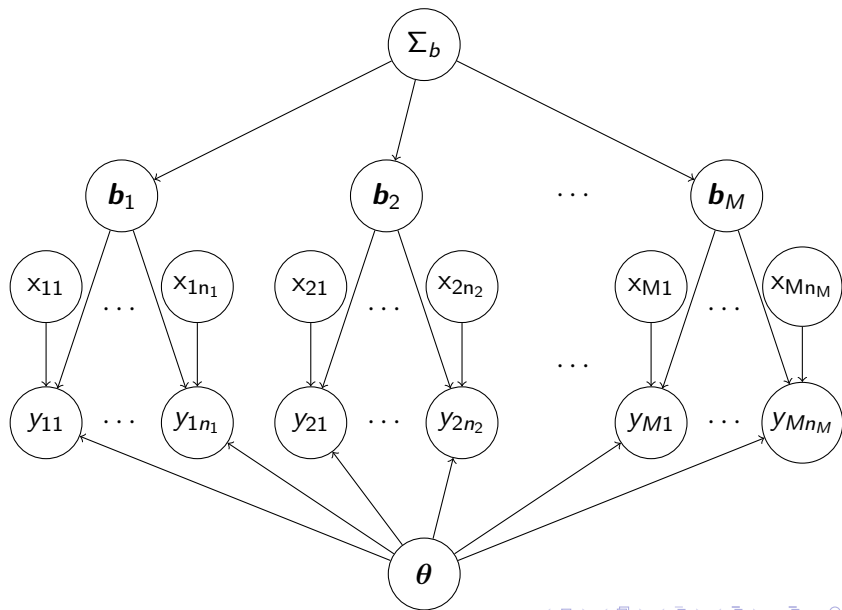 Σ_b
b_1 b_2 ... b_M
x_11 ... x_1n_1 x_21 ... x_2n_2 x_M1 ... x_Mn_M
...
y_11 ... y_1n_1 y_21 ... y_2n_2 y_M1 ... y_Mn_M
θ